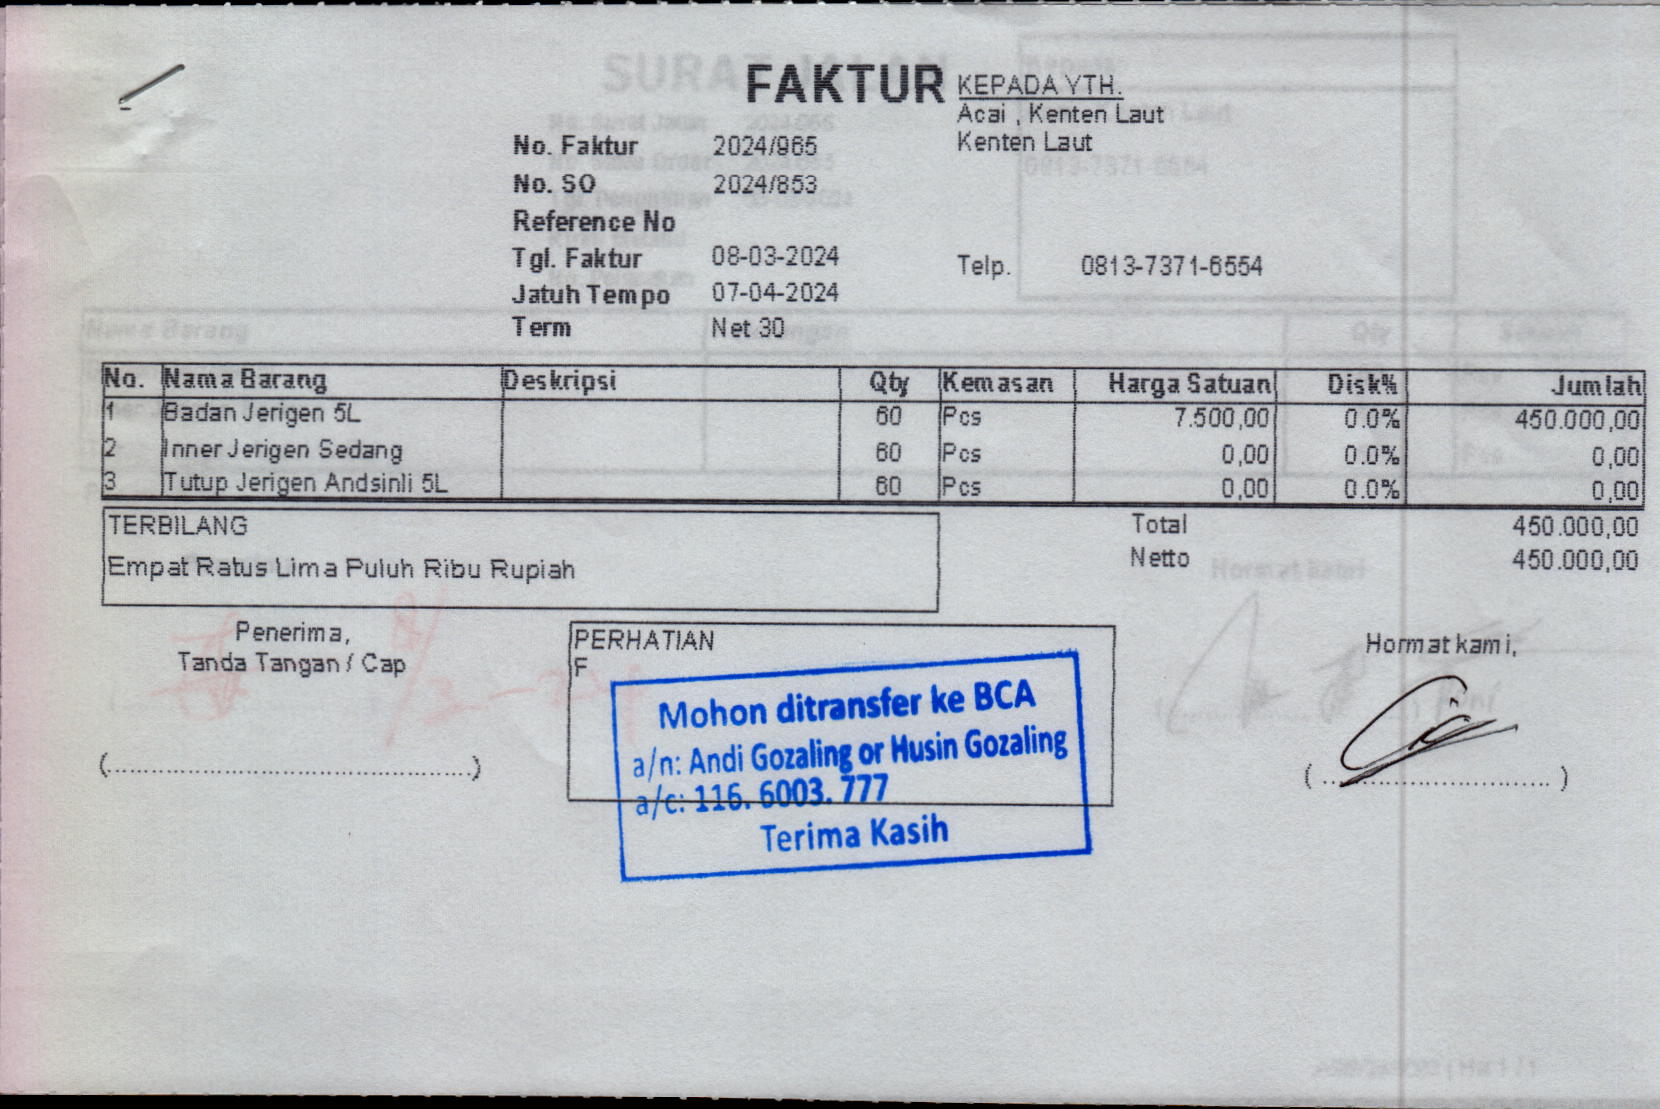 FAKTUR
KEPADA YTH.
Acai , Kenten Laut
Kenten Laut
No. Faktur 2024/965
No. SO 2024/853
Reference No
Tgl. Faktur 08-03-2024
Telp. 0813-7371-6554
Jatuh Tempo 07-04-2024
Term Net 30
No. Nama Barang Deskripsi Qty Kemasan Harga Satuan Disk% Jumlah
1 Badan Jerigen 5L 60 Pcs 7.500,00 0.0% 450.000,00
2 Inner Jerigen Sedang 60 Pcs 0,00 0.0% 0,00
3 Tutup Jerigen Andsinli 5L 60 Pcs 0,00 0.0% 0,00
TERBILANG
Empat Ratus Lima Puluh Ribu Rupiah
Total 450.000,00
Netto 450.000,00
Penerima,
Tanda Tangan / Cap
PERHATIAN
F
Mohon ditransfer ke BCA
a/n: Andi Gozaling or Husin Gozaling
a/c: 116. 6003. 777
Terima Kasih
Hormat kami,